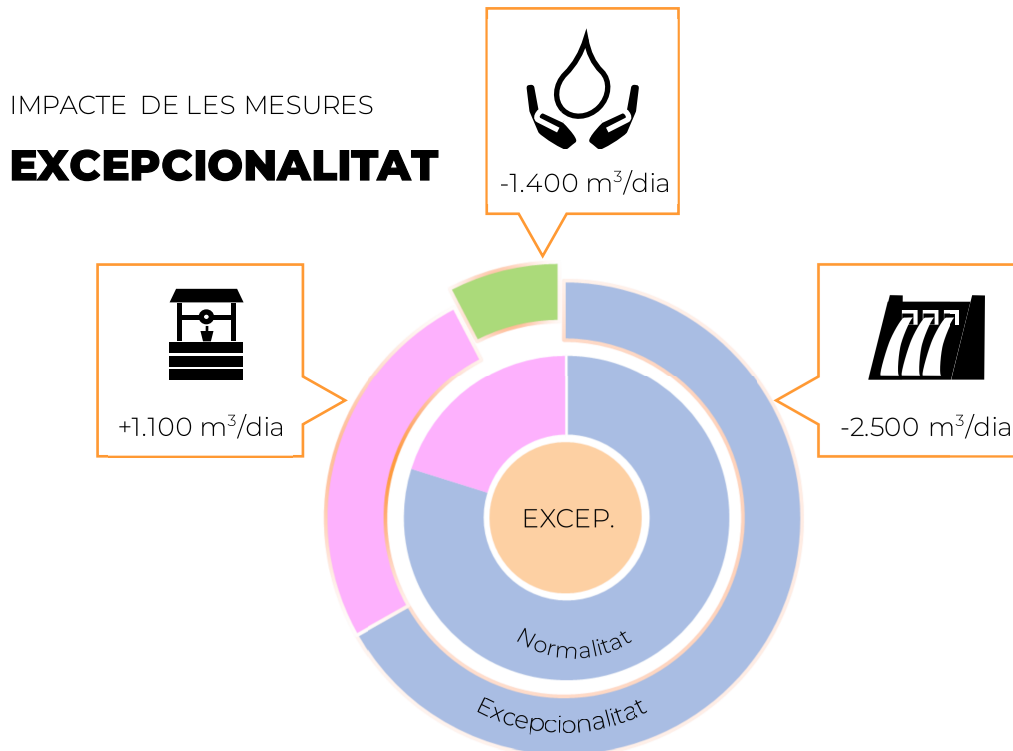 IMPACTE DE LES MESURES
EXCEPCIONALITAT
-1.400 m³/dia
+1.100 m³/dia
-2.500 m³/dia
EXCEP.
Normalitat
Excepcionalitat